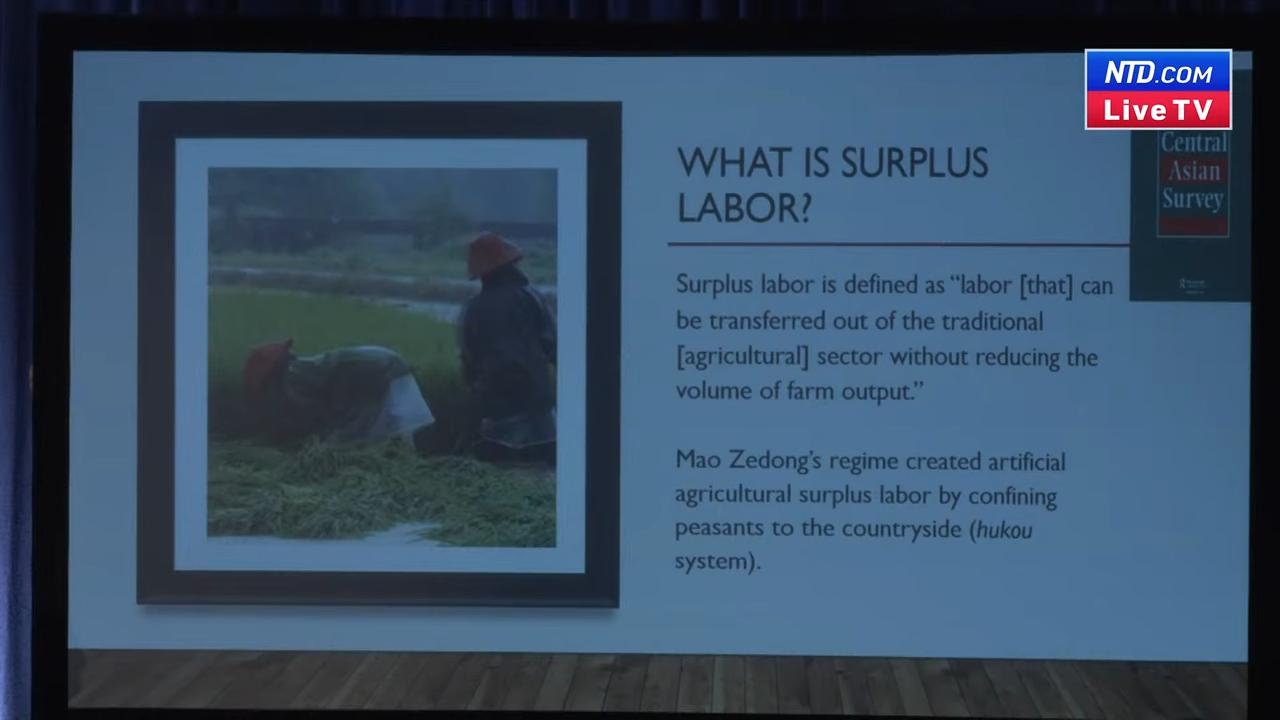 NTD.COM
Live TV
Central
Asian
Survey
WHAT IS SURPLUS
LABOR?
Surplus labor is defined as “labor [that] can
be transferred out of the traditional
[agricultural] sector without reducing the
volume of farm output.”
Mao Zedong’s regime created artificial
agricultural surplus labor by confining
peasants to the countryside (hukou
system).